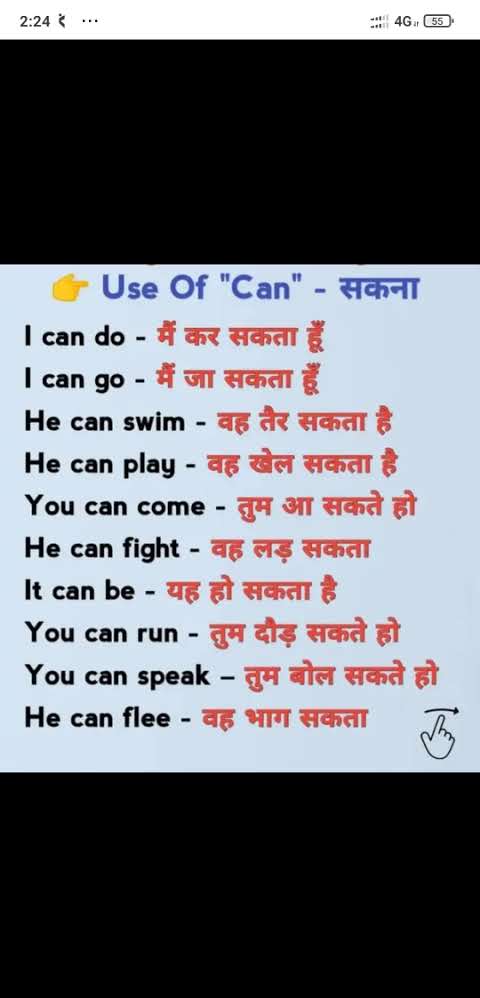 2:24
4G 55
👉 Use Of "Can" - सकना
I can do - मैं कर सकता हूँ
I can go - मैं जा सकता हूँ
He can swim - वह तैर सकता है
He can play - वह खेल सकता है
You can come - तुम आ सकते हो
He can fight - वह लड़ सकता
It can be - यह हो सकता है
You can run - तुम दौड़ सकते हो
You can speak – तुम बोल सकते हो
He can flee - वह भाग सकता